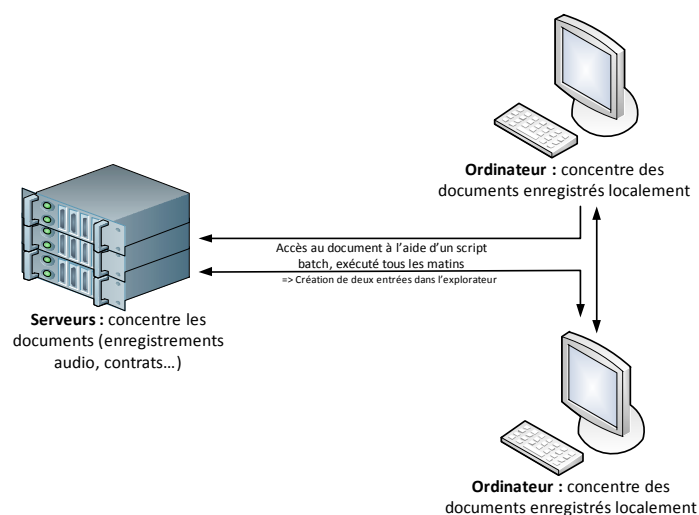 Ordinateur : concentre des
documents enregistrés localement
Accès au document à l'aide d'un script
batch, exécuté tous les matins
=> Création de deux entrées dans l'explorateur
Serveurs : concentre les
documents (enregistrements
audio, contrats…)
Ordinateur : concentre des
documents enregistrés localement